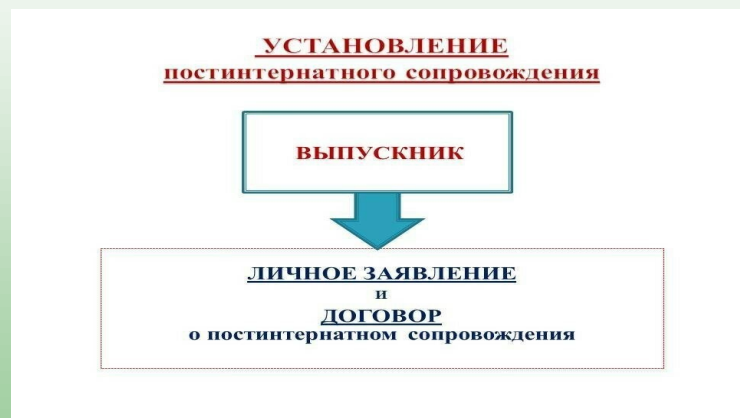 УСТАНОВЛЕНИЕ
постинтернатного сопровождения
ВЫПУСКНИК
ЛИЧНОЕ ЗАЯВЛЕНИЕ
и
ДОГОВОР
о постинтернатном сопровождения